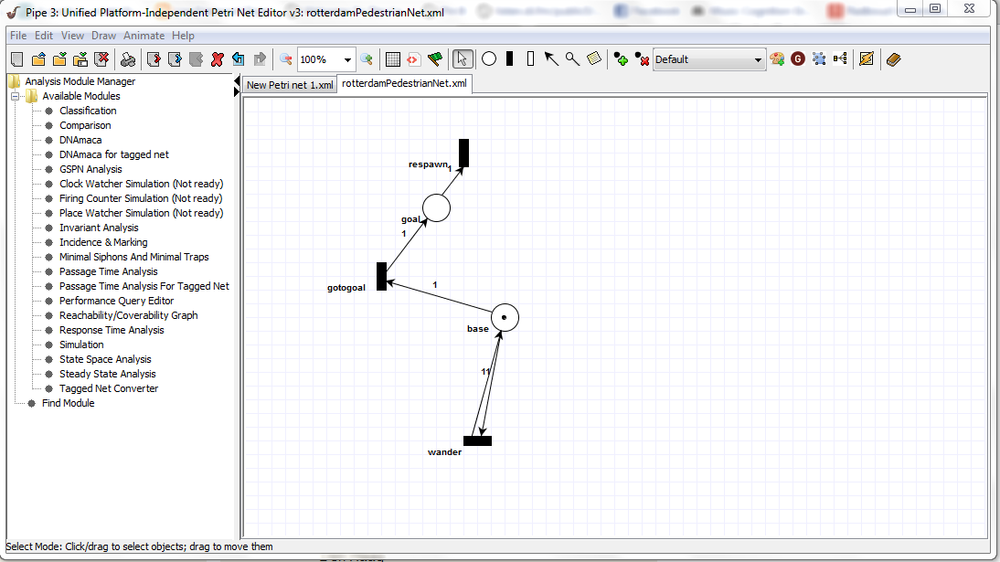 Pipe 3: Unified Platform-Independent Petri Net Editor v3: rotterdamPedestrianNet.xml
File Edit View Draw Animate Help
100%
Default
Analysis Module Manager
Available Modules
Classification
Comparison
DNAmaca
DNAmaca for tagged net
GSPN Analysis
Clock Watcher Simulation (Not ready)
Firing Counter Simulation (Not ready)
Place Watcher Simulation (Not ready)
Invariant Analysis
Incidence & Marking
Minimal Siphons And Minimal Traps
Passage Time Analysis
Passage Time Analysis For Tagged Net
Performance Query Editor
Reachability/Coverability Graph
Response Time Analysis
Simulation
State Space Analysis
Steady State Analysis
Tagged Net Converter
Find Module
New Petri net 1.xml
rotterdamPedestrianNet.xml
respawn
1
goal
1
gotogoal
1
base
11
wander
G
Select Mode: Click/drag to select objects; drag to move them